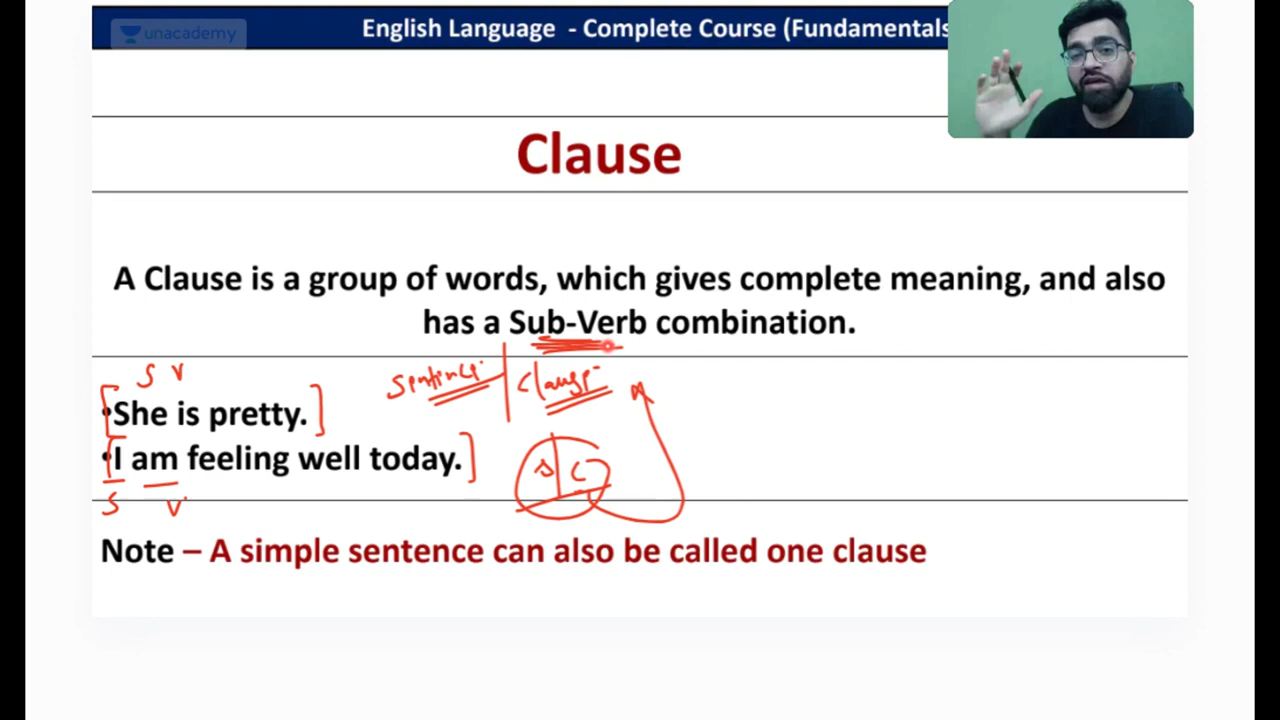 unacademy
English Language - Complete Course (Fundamentals
Clause
A Clause is a group of words, which gives complete meaning, and also
has a Sub-Verb combination.
S V
Sentence Clause
•She is pretty.
•I am feeling well today.
S C
S V
Note – A simple sentence can also be called one clause